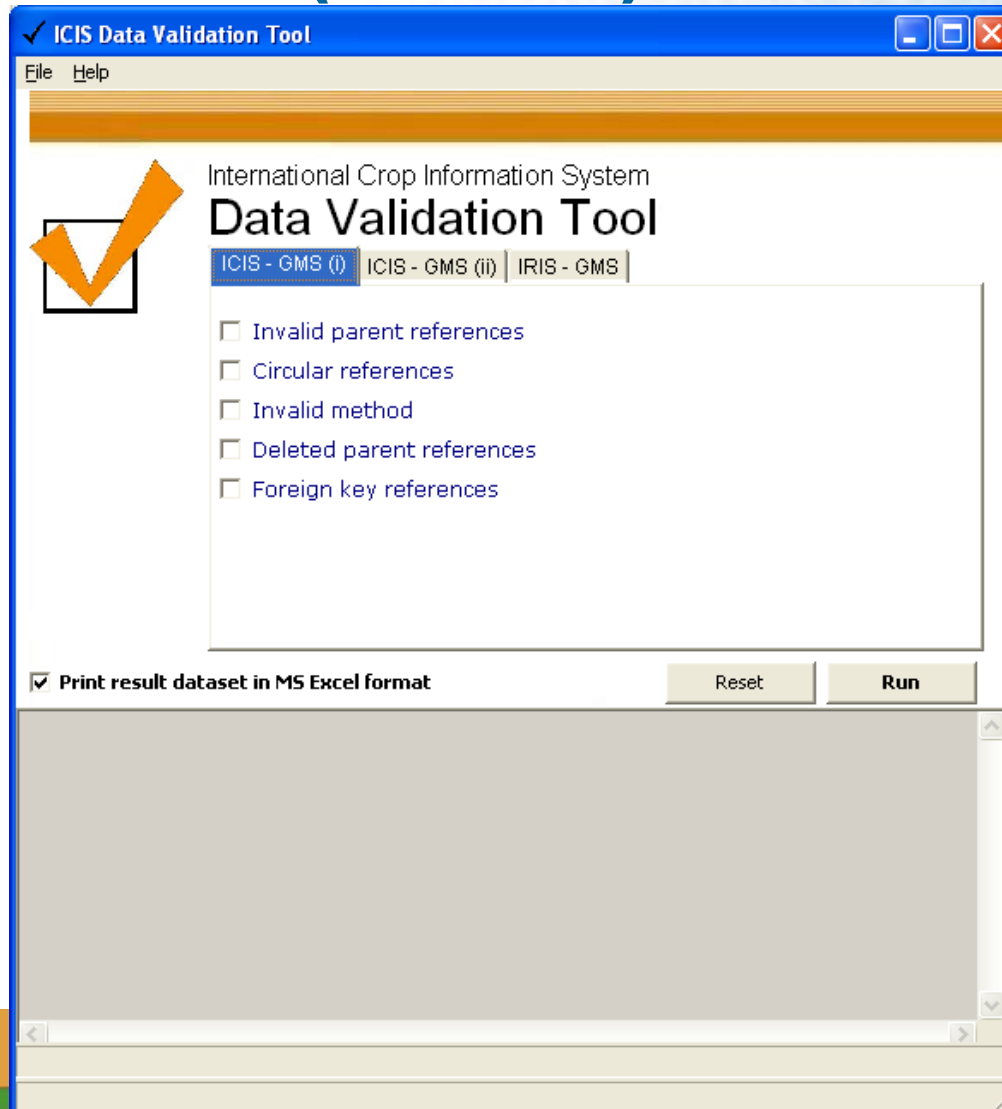 ICIS Data Validation Tool
File Help
International Crop Information System
Data Validation Tool
ICIS - GMS (i) ICIS - GMS (ii) IRIS - GMS
Invalid parent references
Circular references
Invalid method
Deleted parent references
Foreign key references
Print result dataset in MS Excel format Reset Run